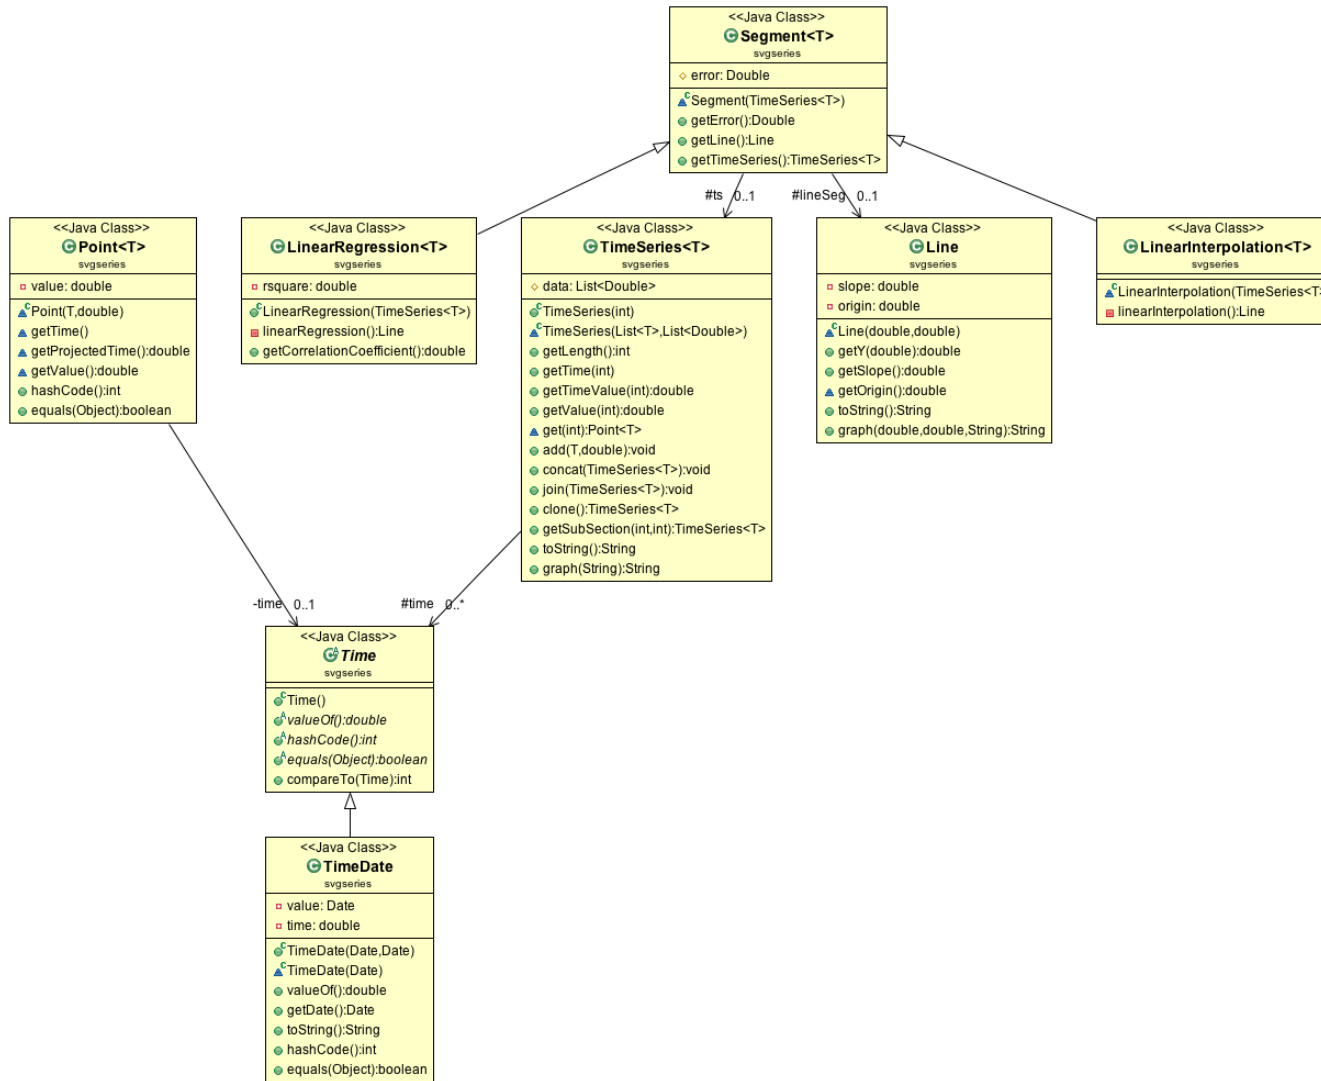 <<Java Class>>
Segment<T>
svgseries
error: Double
Segment(TimeSeries<T>)
getError():Double
getLine():Line
getTimeSeries():TimeSeries<T>
#ts 0..1
#lineSeg 0..1
<<Java Class>>
Point<T>
svgseries
value: double
Point(T,double)
getTime()
getProjectedTime():double
getValue():double
hashCode():int
equals(Object):boolean
<<Java Class>>
LinearRegression<T>
svgseries
rsquare: double
LinearRegression(TimeSeries<T>)
linearRegression():Line
getCorrelationCoefficient():double
<<Java Class>>
TimeSeries<T>
svgseries
data: List<Double>
TimeSeries(int)
TimeSeries(List<T>,List<Double>)
getLength():int
getTime(int)
getTimeValue(int):double
getValue(int):double
get(int):Point<T>
add(T,double):void
concat(TimeSeries<T>):void
join(TimeSeries<T>):void
clone():TimeSeries<T>
getSubSection(int,int):TimeSeries<T>
toString():String
graph(String):String
<<Java Class>>
Line
svgseries
slope: double
origin: double
Line(double,double)
getY(double):double
getSlope():double
getOrigin():double
toString():String
graph(double,double,String):String
<<Java Class>>
LinearInterpolation<T>
svgseries
LinearInterpolation(TimeSeries<T>
linearInterpolation():Line
-time 0..1
#time 0..*
<<Java Class>>
Time
svgseries
Time()
valueOf():double
hashCode():int
equals(Object):boolean
compareTo(Time):int
<<Java Class>>
TimeDate
svgseries
value: Date
time: double
TimeDate(Date,Date)
TimeDate(Date)
valueOf():double
getDate():Date
toString():String
hashCode():int
equals(Object):boolean